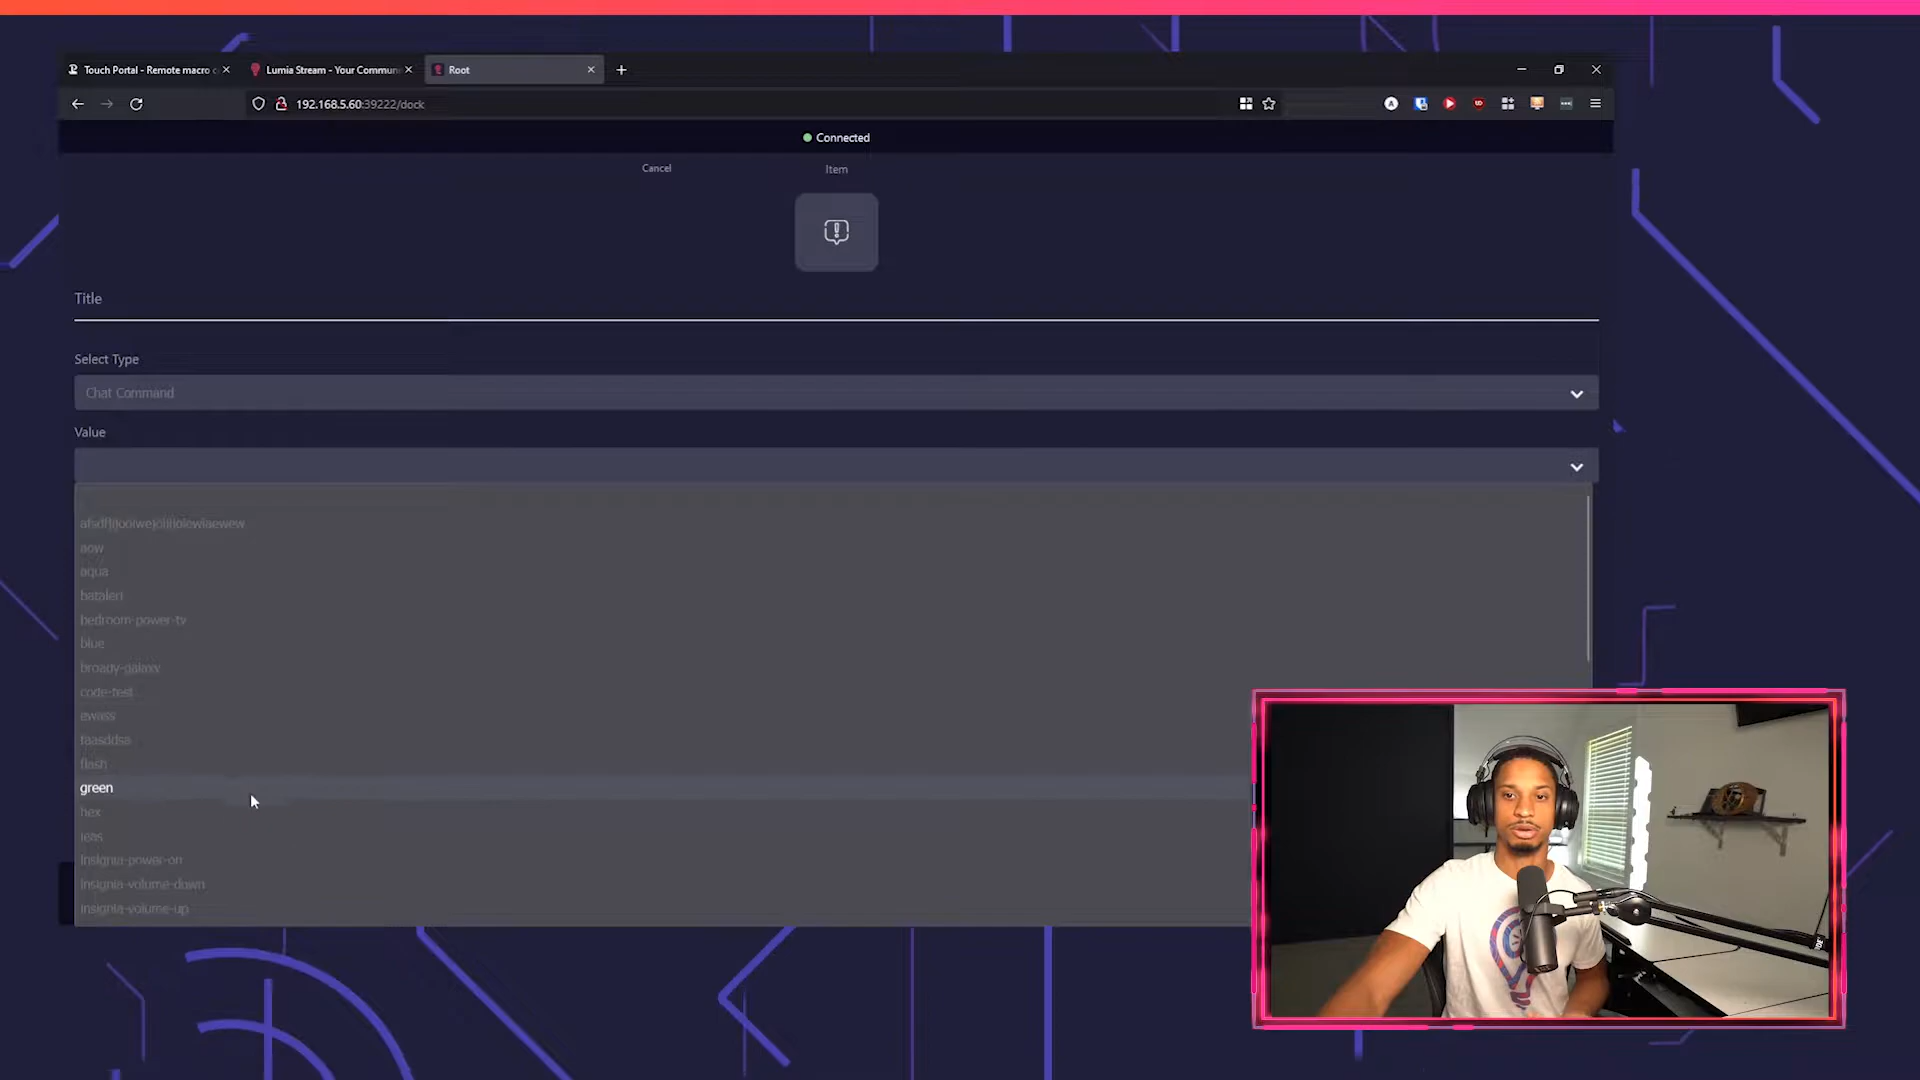 Touch Portal - Remote macro c
Lumia Stream - Your Commun
Root
192.168.5.60:39222/dock
Connected
Cancel
Item
Title
Select Type
Chat Command
Value
aow
aqua
bedroom-power-tv
blue
broady-galaxy
code-test
ewass
faasddsa
flash
green
hex
insignia-power-on
insignia-volume-down
insignia-volume-up